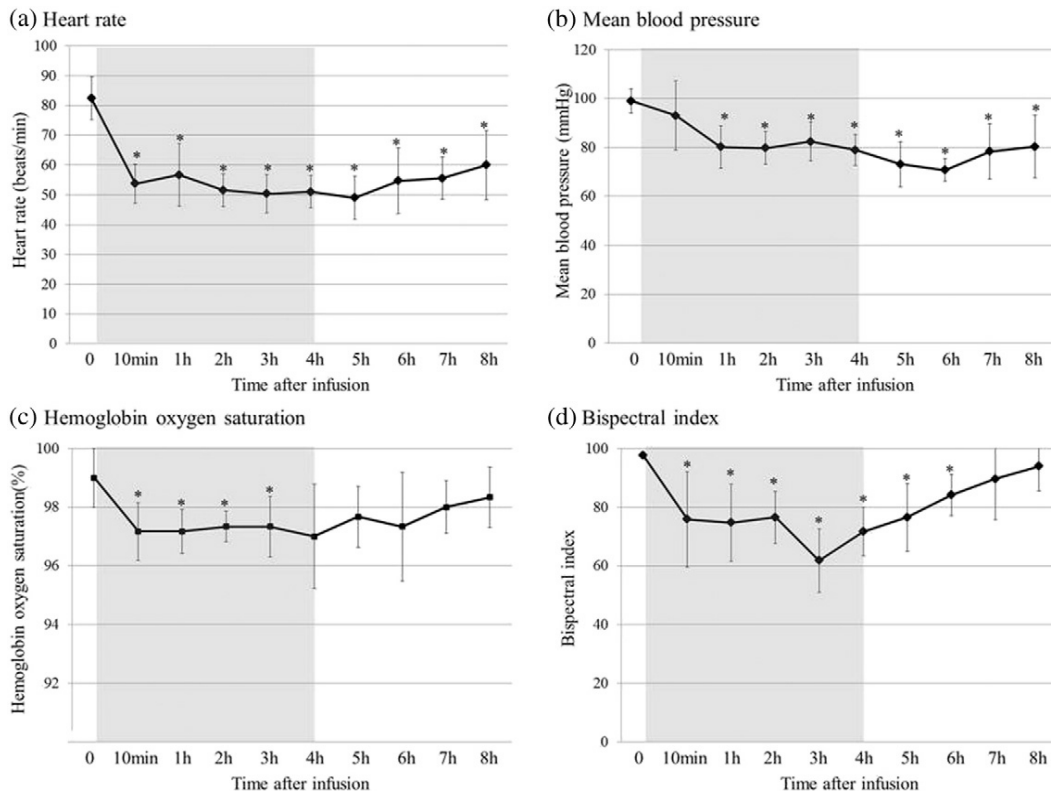 (a) Heart rate
100
90
80
70
60
50
40
30
20
10
0
Heart rate (beats/min)
* * * * * * * * *
0 10min 1h 2h 3h 4h 5h 6h 7h 8h
Time after infusion
(b) Mean blood pressure
120
100
80
60
40
20
0
Mean blood pressure (mmHg)
* * * * * * * *
0 10min 1h 2h 3h 4h 5h 6h 7h 8h
Time after infusion
(c) Hemoglobin oxygen saturation
100
98
96
94
92
Hemoglobin oxygen saturation(%)
* * * *
0 10min 1h 2h 3h 4h 5h 6h 7h 8h
Time after infusion
(d) Bispectral index
100
80
60
40
20
0
Bispectral index
* * * * * * *
0 10min 1h 2h 3h 4h 5h 6h 7h 8h
Time after infusion